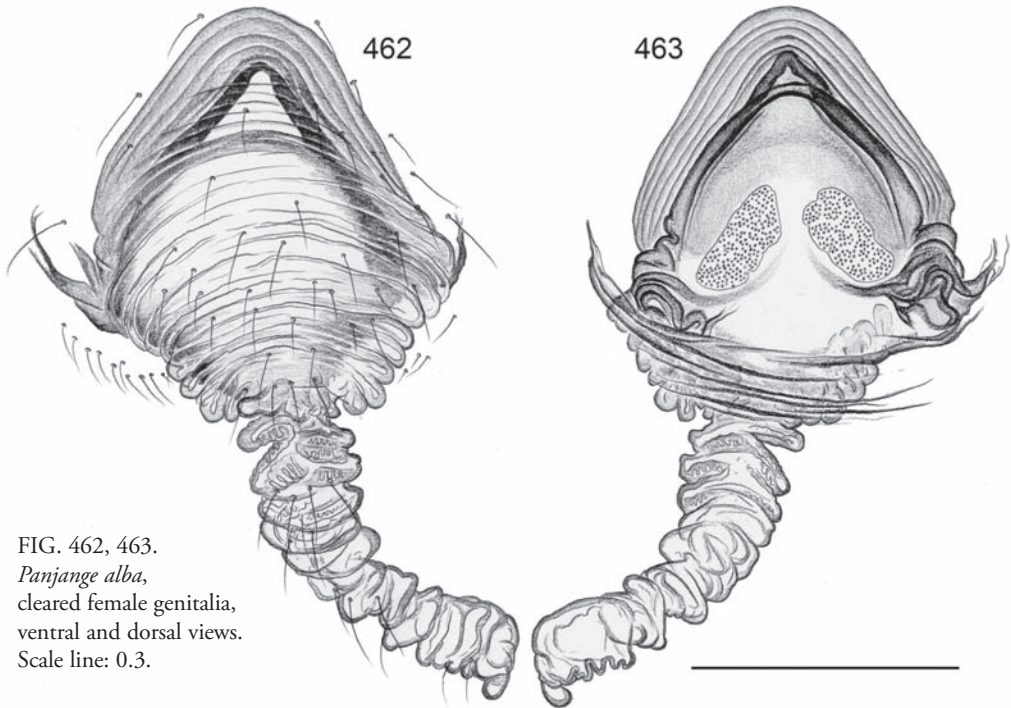 462
463
FIG. 462, 463.
Panjange alba,
cleared female genitalia,
ventral and dorsal views.
Scale line: 0.3.